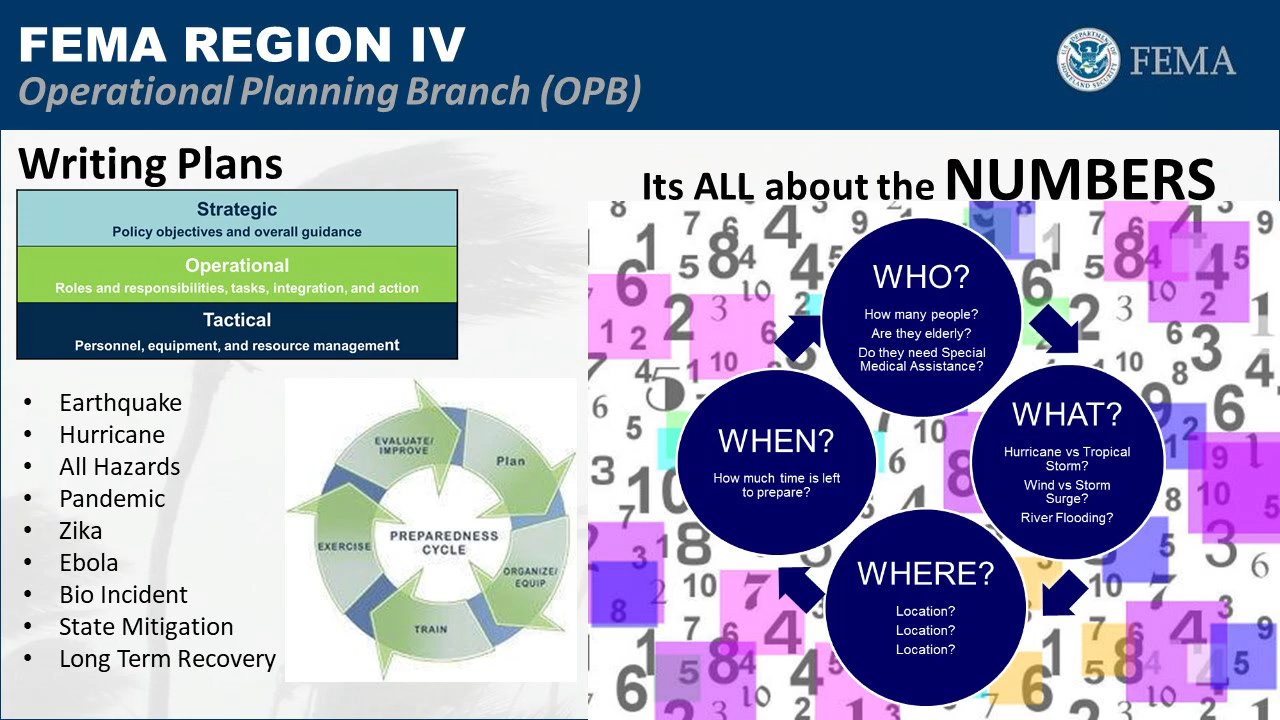 FEMA REGION IV
Operational Planning Branch (OPB)
FEMA
Writing Plans
Strategic
Policy objectives and overall guidance
Operational
Roles and responsibilities, tasks, integration, and action
Tactical
Personnel, equipment, and resource management
• Earthquake
• Hurricane
• All Hazards
• Pandemic
• Zika
• Ebola
• Bio Incident
• State Mitigation
• Long Term Recovery
PREPAREDNESS
CYCLE
Plan
ORGANIZE/
EQUIP
TRAIN
EXERCISE
EVALUATE/
IMPROVE
Its ALL about the NUMBERS
WHO?
How many people?
Are they elderly?
Do they need Special
Medical Assistance?
WHAT?
Hurricane vs Tropical
Storm?
Wind vs Storm
Surge?
River Flooding?
WHERE?
Location?
Location?
Location?
WHEN?
How much time is left
to prepare?